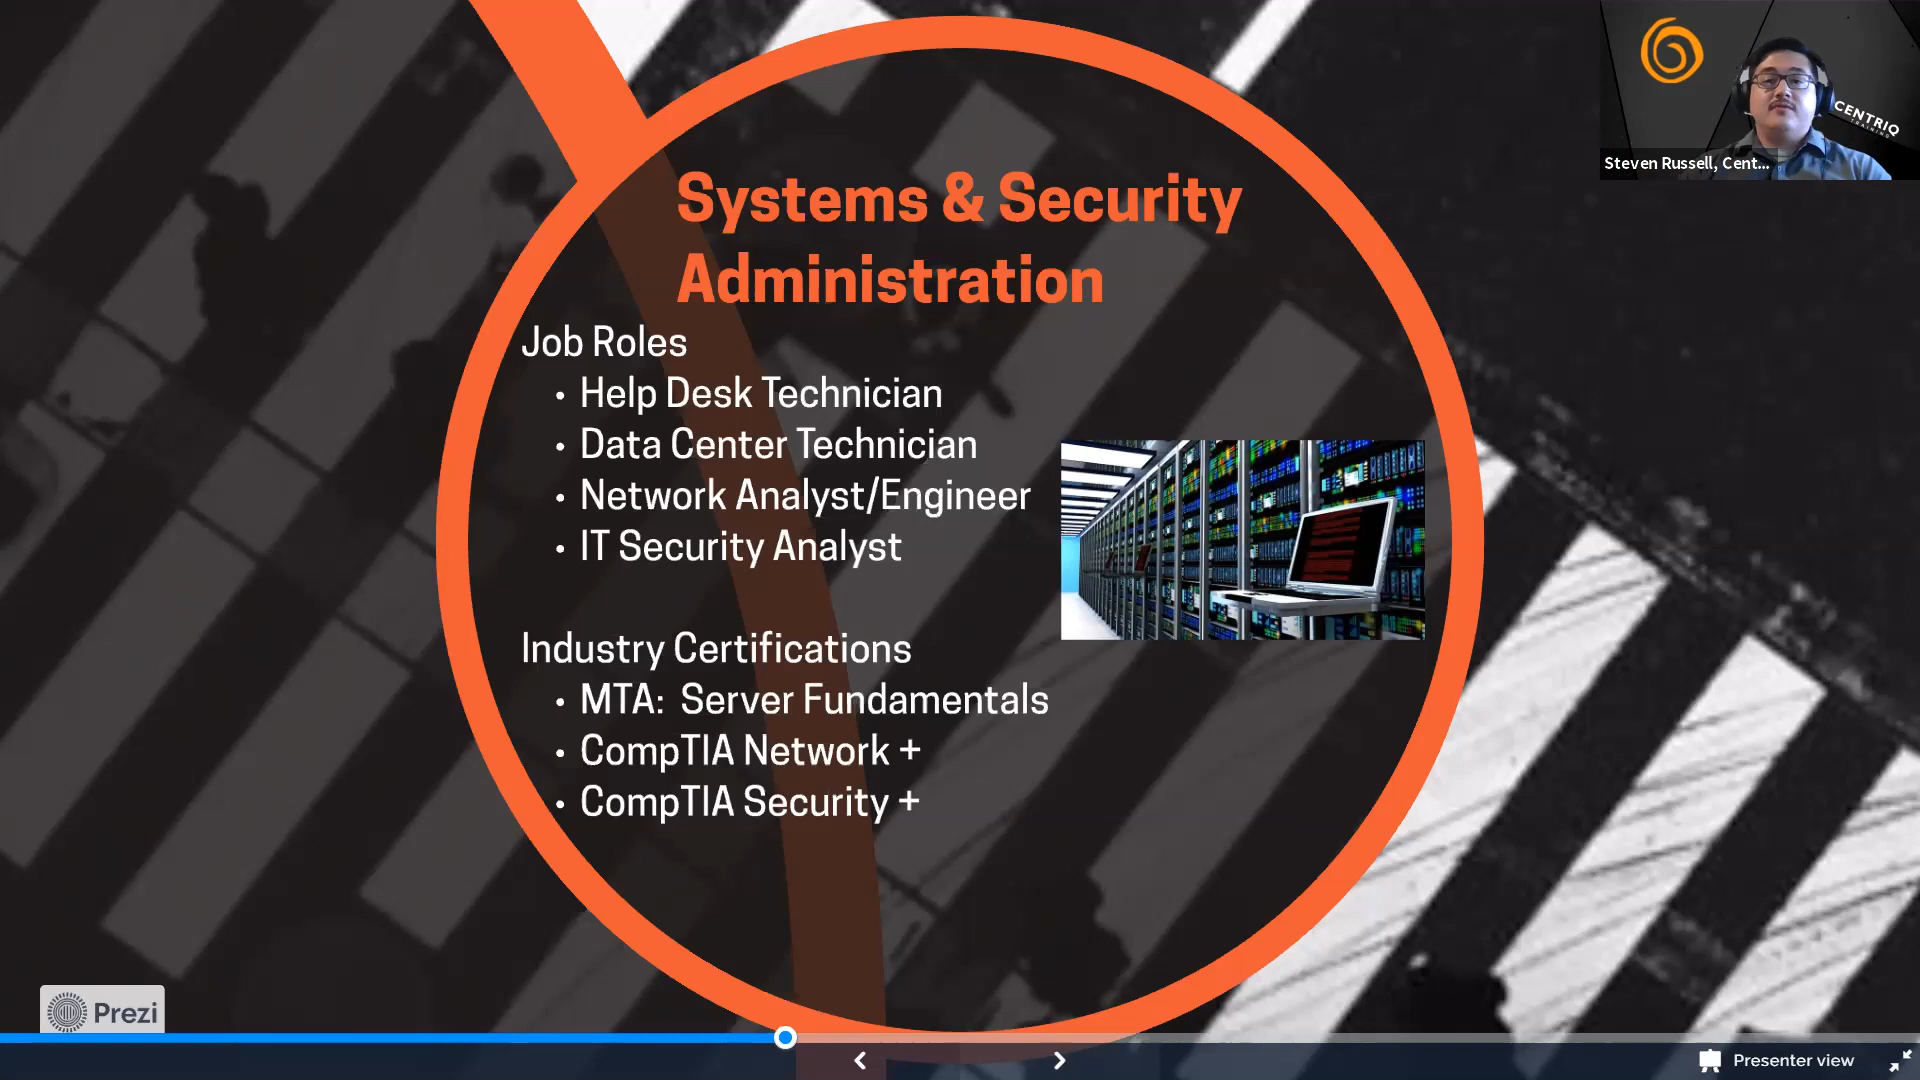 CENTRIQ
TRAINING
Steven Russell, Cent...
Systems & Security
Administration
Job Roles
• Help Desk Technician
• Data Center Technician
• Network Analyst/Engineer
• IT Security Analyst
Industry Certifications
• MTA:  Server Fundamentals
• CompTIA Network +
• CompTIA Security +
Prezi
Presenter view